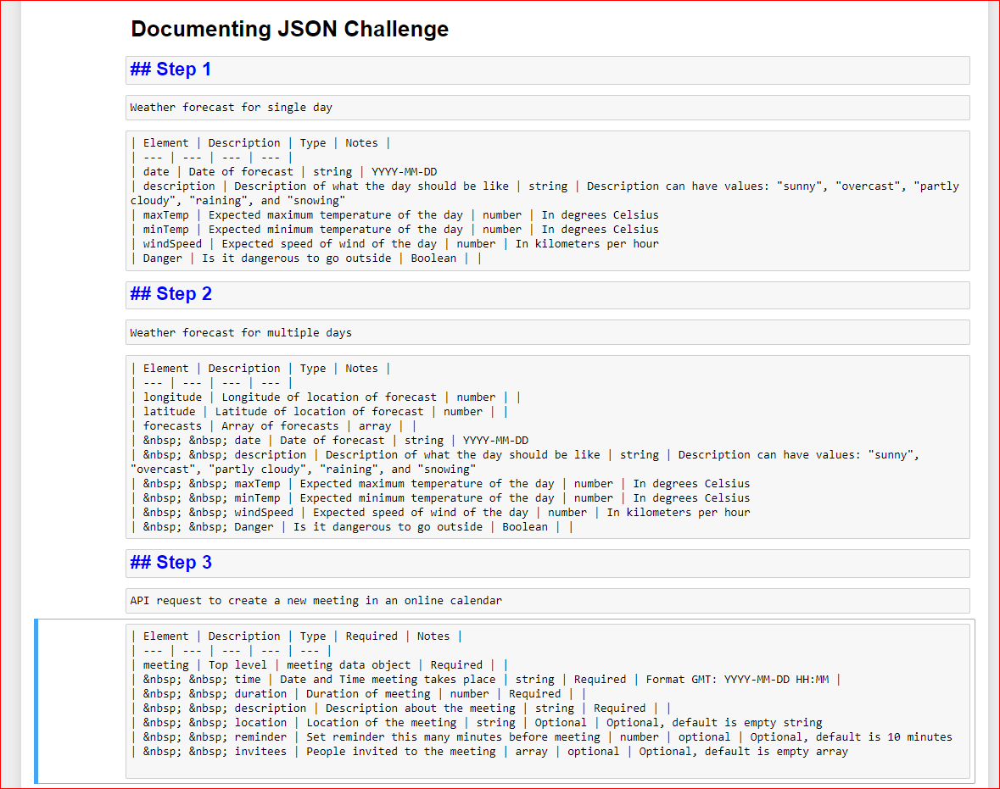 Documenting JSON Challenge
## Step 1
Weather forecast for single day
| Element | Description | Type | Notes |
| --- | --- | --- | --- |
| date | Date of forecast | string | YYYY-MM-DD
| description | Description of what the day should be like | string | Description can have values: "sunny", "overcast", "partly
cloudy", "raining", and "snowing"
| maxTemp | Expected maximum temperature of the day | number | In degrees Celsius
| minTemp | Expected minimum temperature of the day | number | In degrees Celsius
| windSpeed | Expected speed of wind of the day | number | In kilometers per hour
| Danger | Is it dangerous to go outside | Boolean | |
## Step 2
Weather forecast for multiple days
| Element | Description | Type | Notes |
| --- | --- | --- | --- |
| longitude | Longitude of location of forecast | number | |
| latitude | Latitude of location of forecast | number | |
| forecasts | Array of forecasts | array | |
| &nbsp; &nbsp; date | Date of forecast | string | YYYY-MM-DD
| &nbsp; &nbsp; description | Description of what the day should be like | string | Description can have values: "sunny",
"overcast", "partly cloudy", "raining", and "snowing"
| &nbsp; &nbsp; maxTemp | Expected maximum temperature of the day | number | In degrees Celsius
| &nbsp; &nbsp; minTemp | Expected minimum temperature of the day | number | In degrees Celsius
| &nbsp; &nbsp; windSpeed | Expected speed of wind of the day | number | In kilometers per hour
| &nbsp; &nbsp; Danger | Is it dangerous to go outside | Boolean | |
## Step 3
API request to create a new meeting in an online calendar
| Element | Description | Type | Required | Notes |
| --- | --- | --- | --- | --- |
| meeting | Top level | meeting data object | Required | |
| &nbsp; &nbsp; time | Date and Time meeting takes place | string | Required | Format GMT: YYYY-MM-DD HH:MM |
| &nbsp; &nbsp; duration | Duration of meeting | number | Required | |
| &nbsp; &nbsp; description | Description about the meeting | string | Required | |
| &nbsp; &nbsp; location | Location of the meeting | string | Optional | Optional, default is empty string
| &nbsp; &nbsp; reminder | Set reminder this many minutes before meeting | number | optional | Optional, default is 10 minutes
| &nbsp; &nbsp; invitees | People invited to the meeting | array | optional | Optional, default is empty array